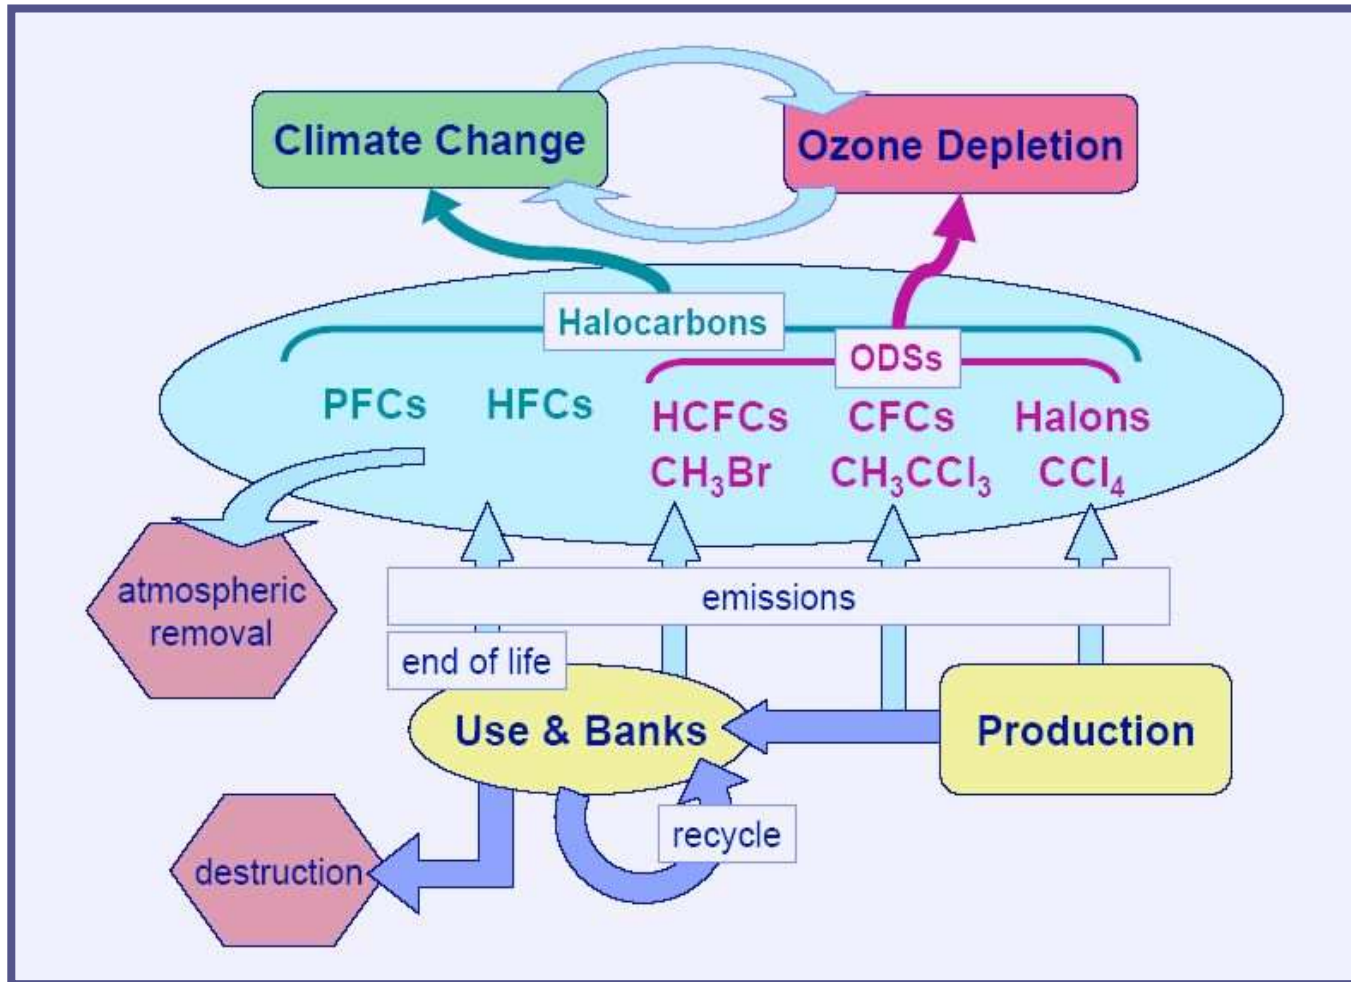 Climate Change
Ozone Depletion
Halocarbons
ODSs
PFCs HFCs HCFCs CFCs Halons
CH₃Br CH₃CCl₃ CCl₄
atmospheric
removal
emissions
end of life
Use & Banks
Production
recycle
destruction